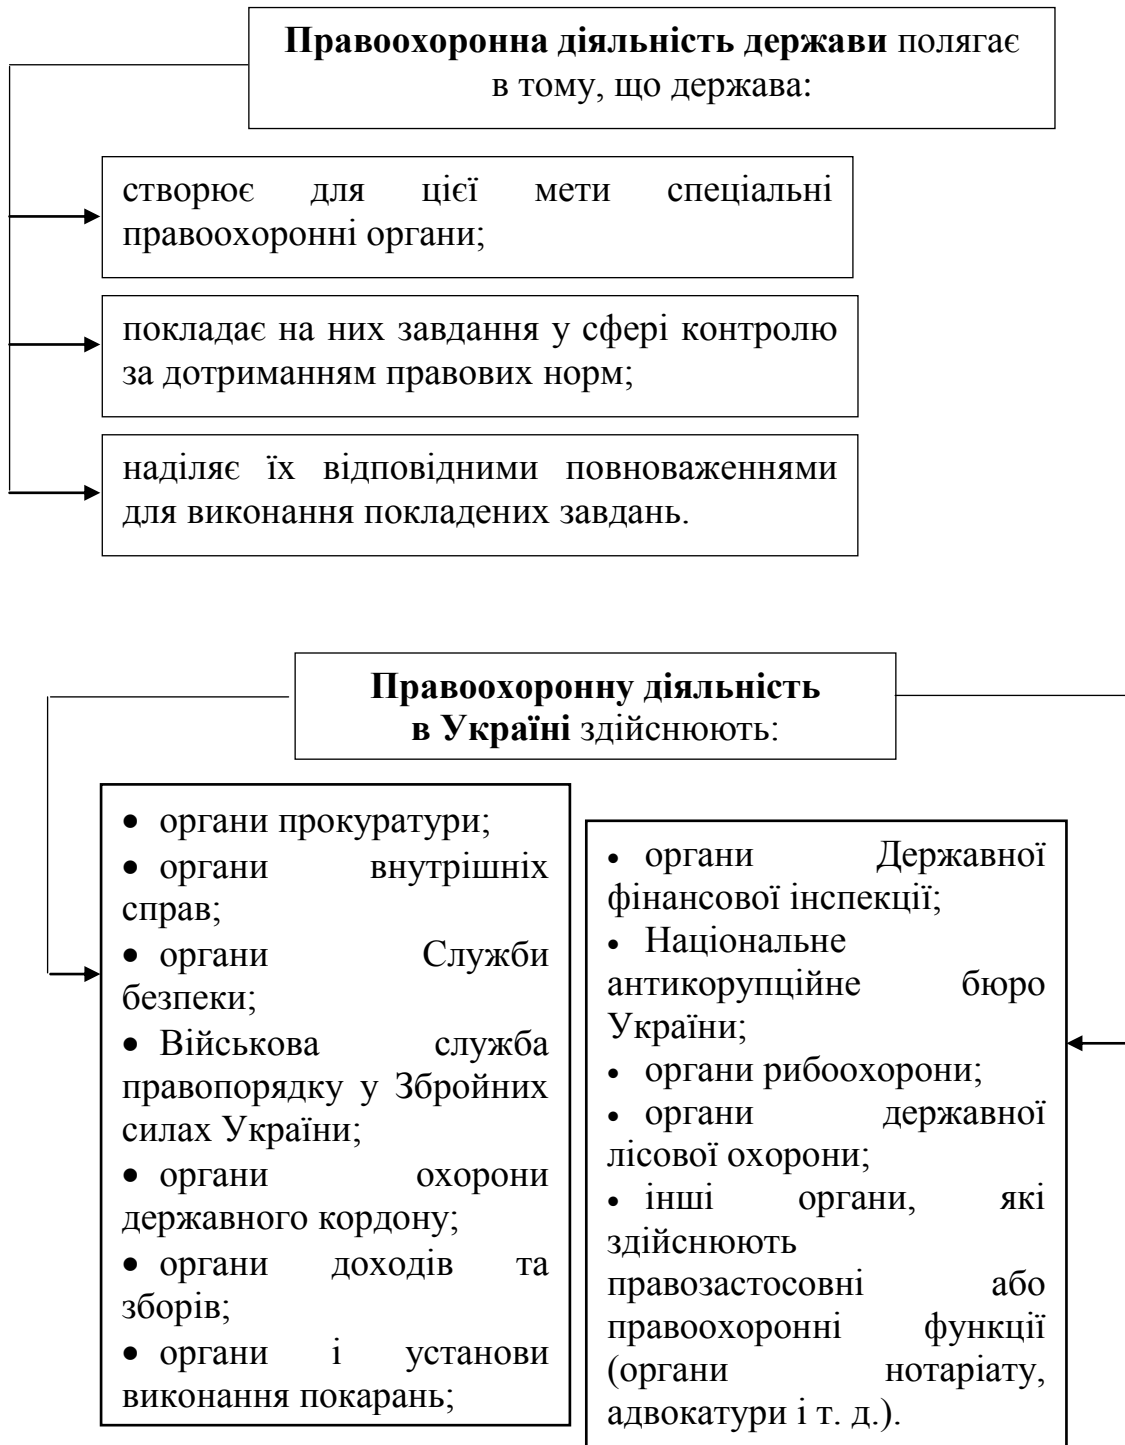 Правоохоронна діяльність держави полягає
в тому, що держава:
створює для цієї мети спеціальні
правоохоронні органи;
покладає на них завдання у сфері контролю
за дотриманням правових норм;
наділяє їх відповідними повноваженнями
для виконання покладених завдань.
Правоохоронну діяльність
в Україні здійснюють:
• органи прокуратури;
• органи внутрішніх
справ;
• органи Служби
безпеки;
• Військова служба
правопорядку у Збройних
силах України;
• органи охорони
державного кордону;
• органи доходів та
зборів;
• органи і установи
виконання покарань;
• органи Державної
фінансової інспекції;
• Національне
антикорупційне бюро
України;
• органи рибоохорони;
• органи державної
лісової охорони;
• інші органи, які
здійснюють
правозастосовні або
правоохоронні функції
(органи нотаріату,
адвокатури і т. д.).